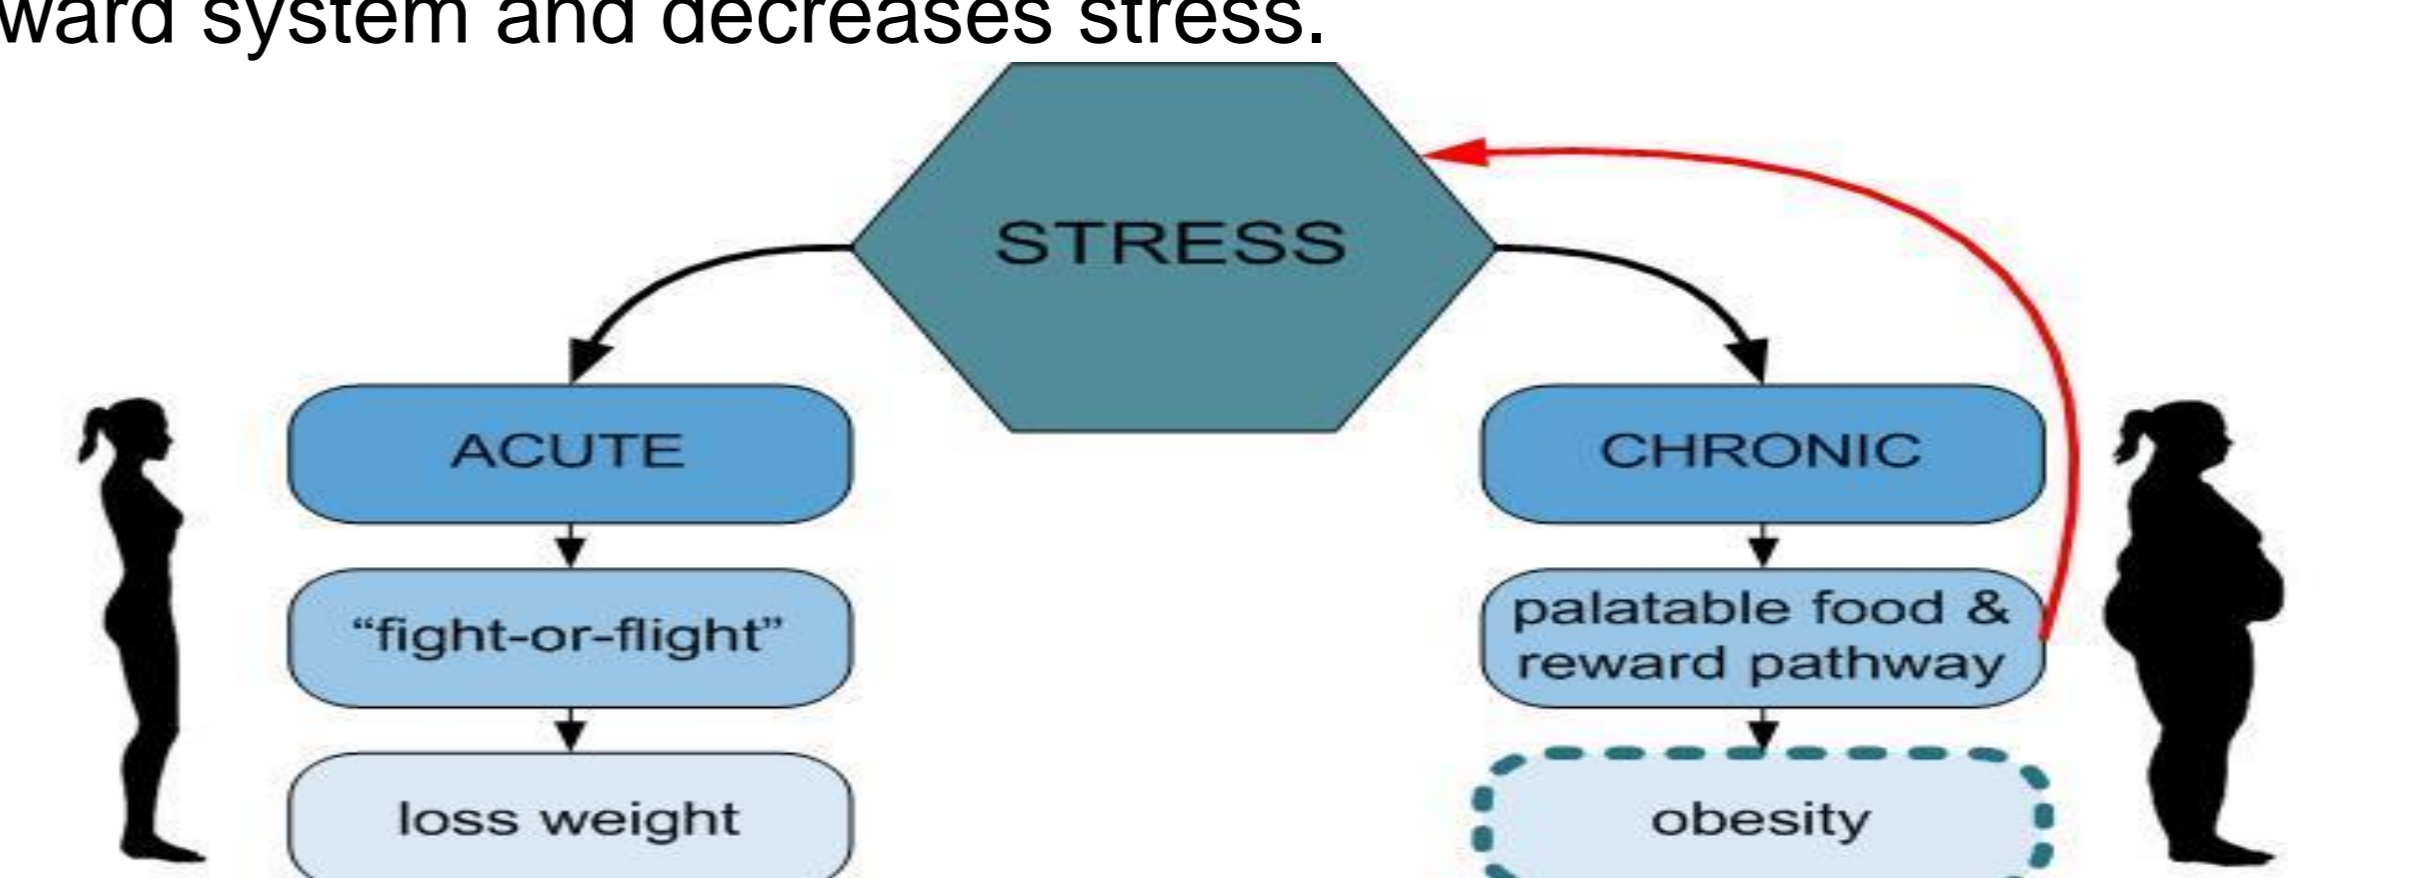 ward system and decreases stress.
STRESS
ACUTE
CHRONIC
“fight-or-flight”
palatable food &
reward pathway
loss weight
obesity